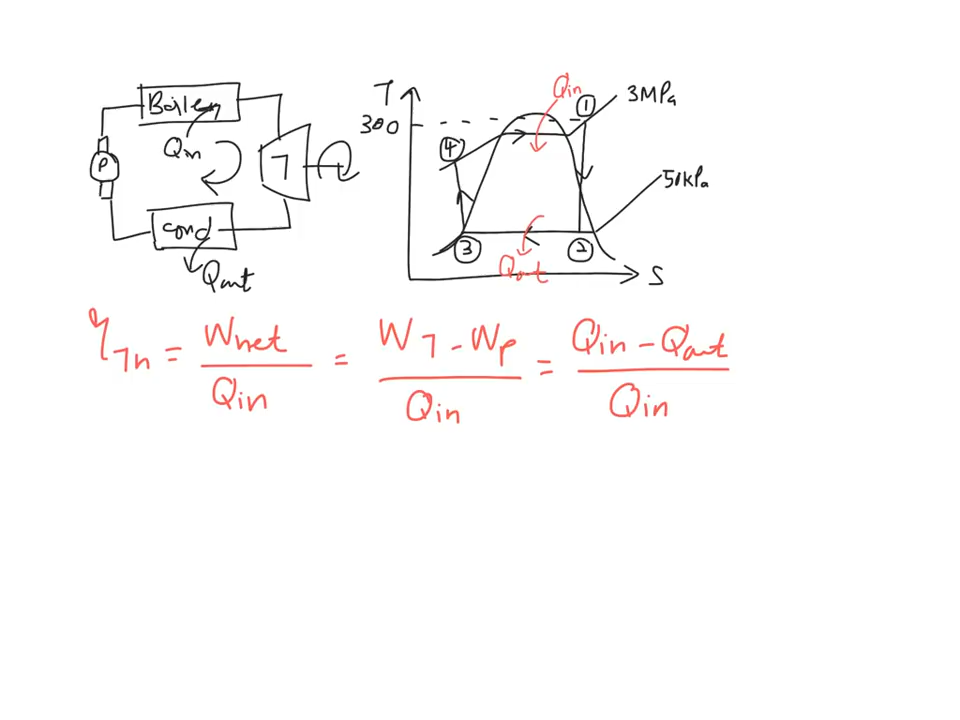 Boiler
Qin
P
T
cond
Qout
T
300
Qin
①
3MPa
④
50kPa
③
②
Qout
S
ηTh = Wnet / Qin = WT - Wp / Qin = Qin - Qout / Qin